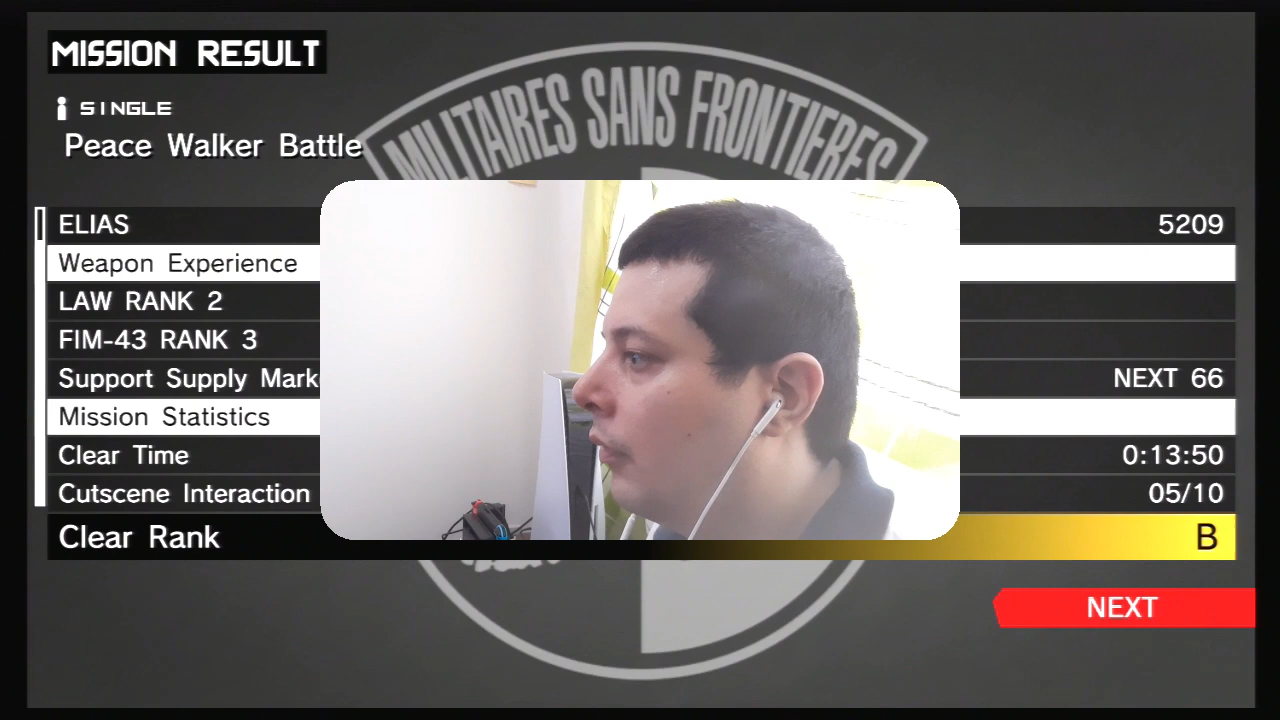 MISSION RESULT
SINGLE
Peace Walker Battle
MILITAIRES SANS FRONTIERES
ELIAS 5209
Weapon Experience
LAW RANK 2
FIM-43 RANK 3
Support Supply Mark NEXT 66
Mission Statistics
Clear Time 0:13:50
Cutscene Interaction 05/10
Clear Rank B
NEXT